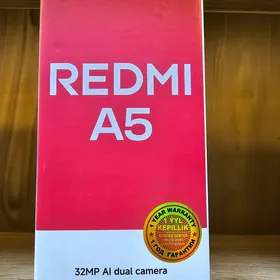 REDMI
A5
1 YEAR WARRANTY
1 ÝYL
KEPILLIK
1 ГОД ГАРАНТИИ
32MP AI dual camera